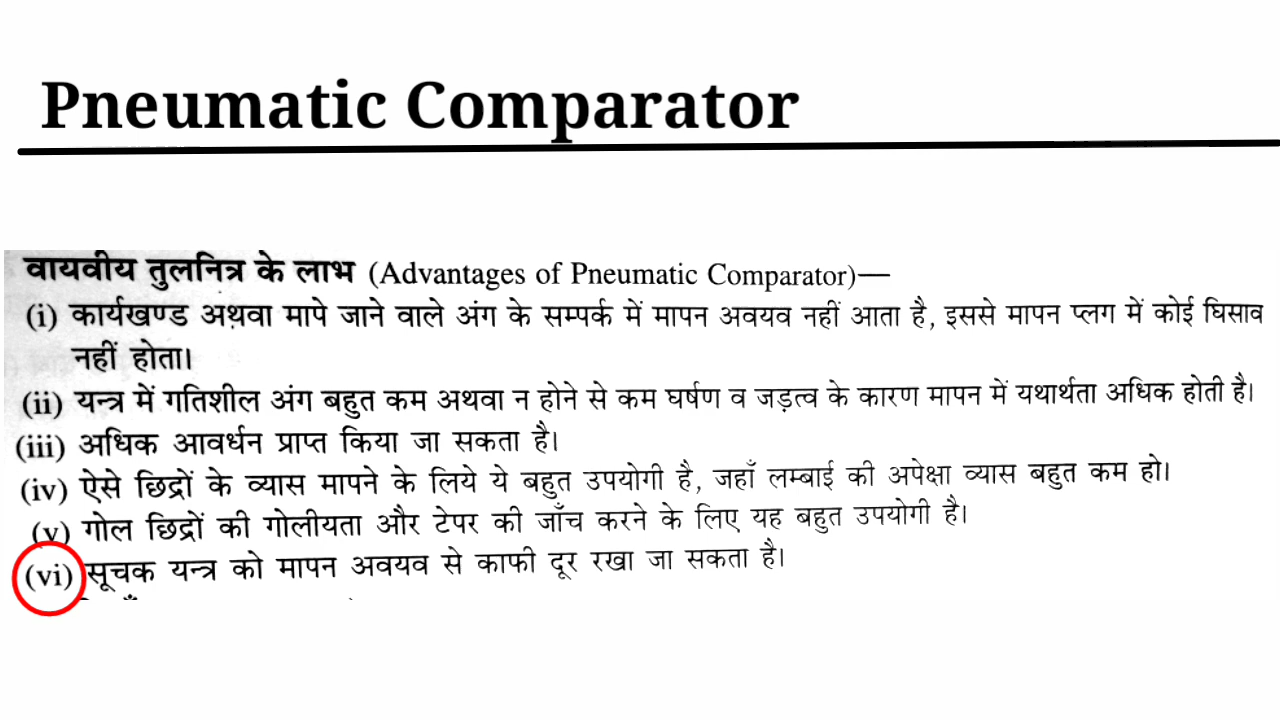 Pneumatic Comparator
वायवीय तुलनित्र के लाभ (Advantages of Pneumatic Comparator)—
(i) कार्यखण्ड अथवा मापे जाने वाले अंग के सम्पर्क में मापन अवयव नहीं आता है, इससे मापन प्लग में कोई घिसाव
नहीं होता।
(ii) यन्त्र में गतिशील अंग बहुत कम अथवा न होने से कम घर्षण व जड़त्व के कारण मापन में यथार्थता अधिक होती है।
(iii) अधिक आवर्धन प्राप्त किया जा सकता है।
(iv) ऐसे छिद्रों के व्यास मापने के लिये ये बहुत उपयोगी है, जहाँ लम्बाई की अपेक्षा व्यास बहुत कम हो।
(v) गोल छिद्रों की गोलीयता और टेपर की जाँच करने के लिए यह बहुत उपयोगी है।
(vi) सूचक यन्त्र को मापन अवयव से काफी दूर रखा जा सकता है।